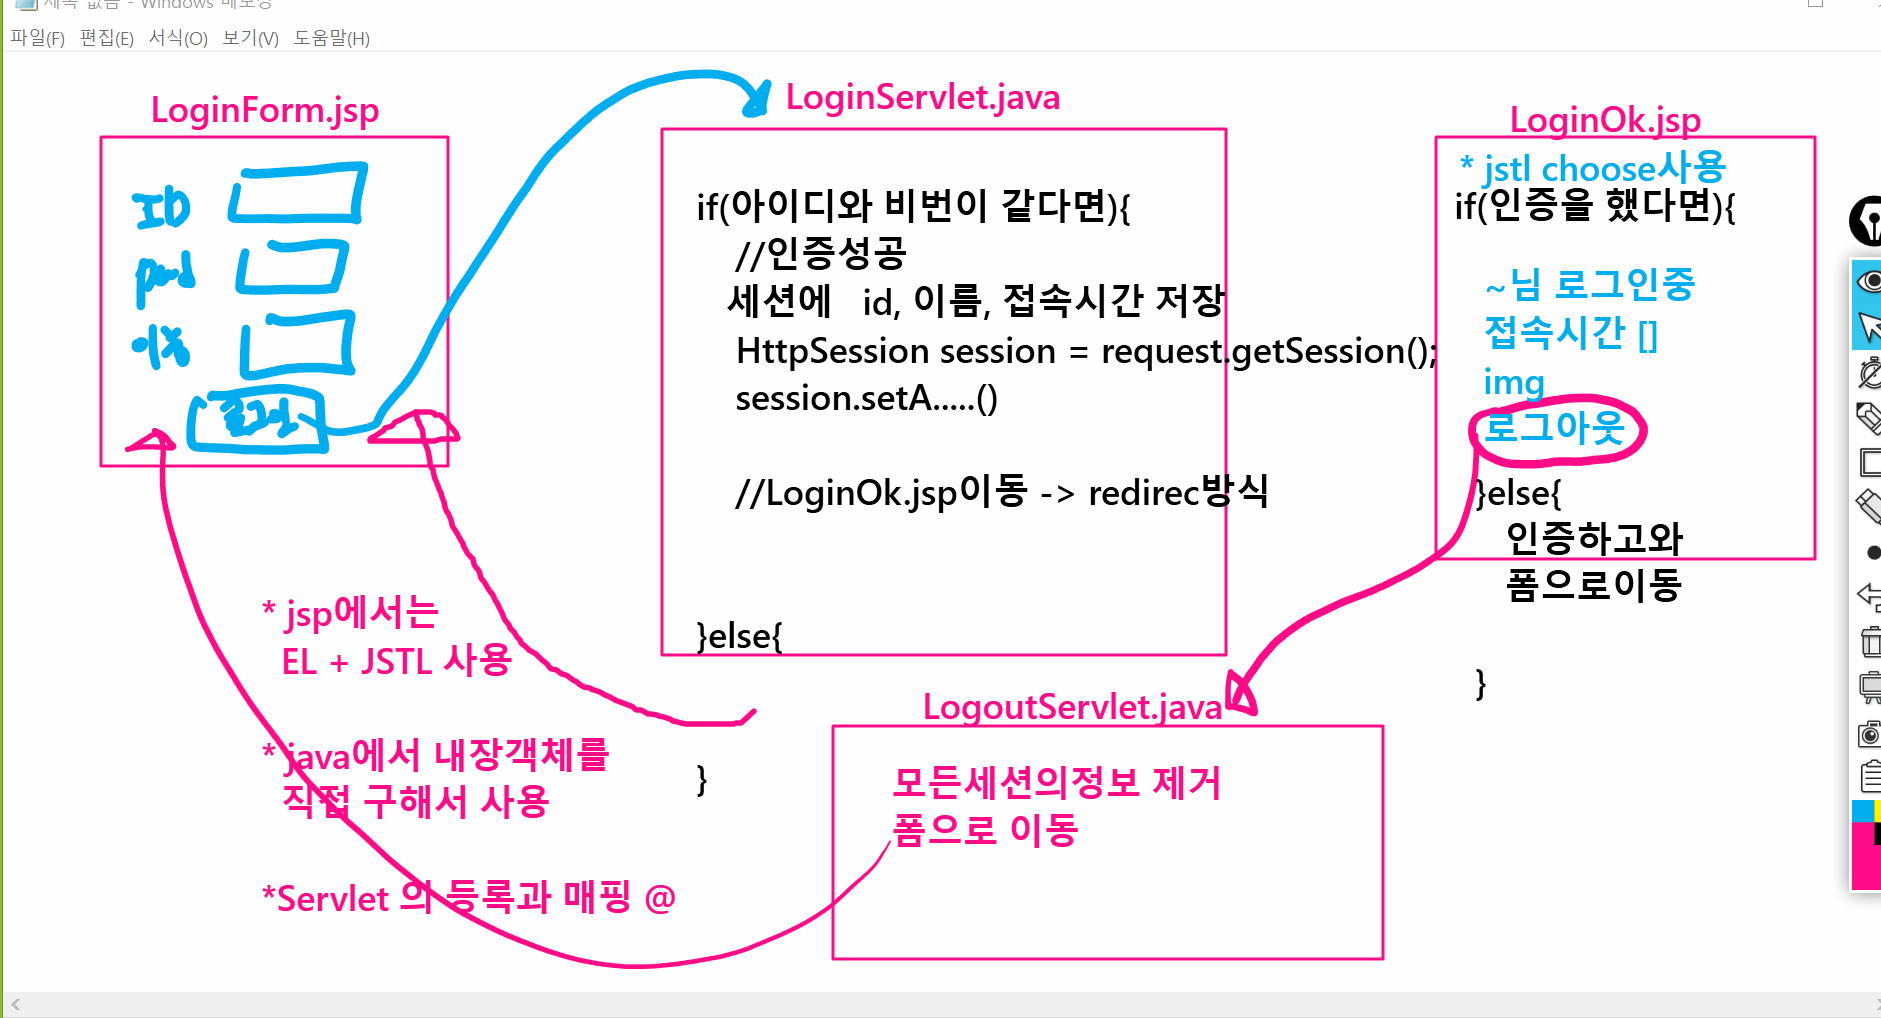 제목 없음 - Windows 메모장
파일(F) 편집(E) 서식(O) 보기(V) 도움말(H)
LoginForm.jsp
ID
pwd
로그인
LoginServlet.java
if(아이디와 비번이 같다면){
//인증성공
세션에 id, 이름, 접속시간 저장
HttpSession session = request.getSession();
session.setA.....()
//LoginOk.jsp이동 -> redirec방식
}else{
}
LoginOk.jsp
* jstl choose사용
if(인증을 했다면){
~님 로그인중
접속시간 []
img
로그아웃
}else{
인증하고와
폼으로이동
}
* jsp에서는
EL + JSTL 사용
* java에서 내장객체를
직접 구해서 사용
*Servlet 의 등록과 매핑 @
LogoutServlet.java
모든세션의정보 제거
폼으로 이동